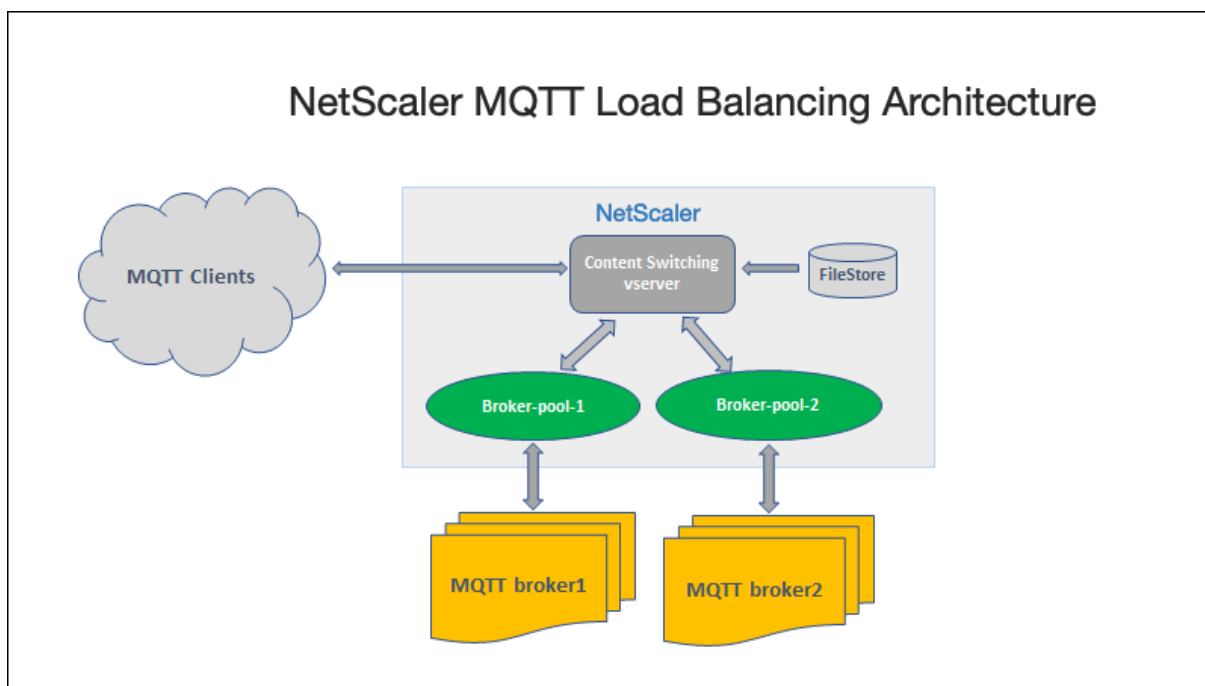 NetScaler MQTT Load Balancing Architecture
NetScaler
MQTT Clients
Content Switching
vserver
FileStore
Broker-pool-1
Broker-pool-2
MQTT broker1
MQTT broker2